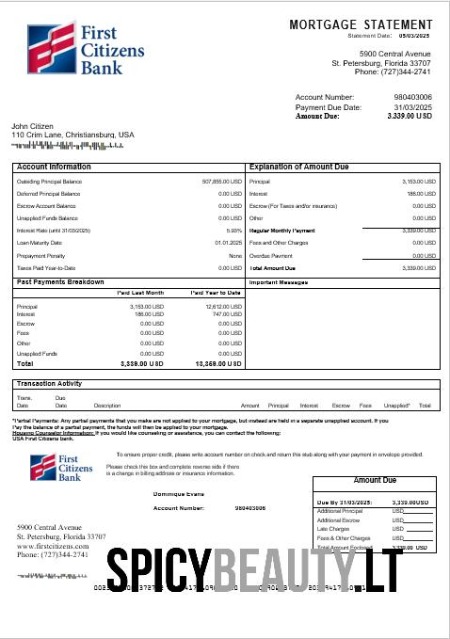 First
Citizens
Bank
MORTGAGE STATEMENT
Statement Date: 05/03/2025
5900 Central Avenue
St. Petersburg, Florida 33707
Phone: (727)344-2741
Account Number: 980403006
Payment Due Date: 31/03/2025
Amount Due: 3,339.00 USD
John Citizen
110 Crim Lane, Christiansburg, USA
Account Information
Explanation of Amount Due
Outstanding Principal Balance 507,855.00 USD
Principal 3,153.00 USD
Deferred Principal Balance 0.00 USD
Interest 186.00 USD
Escrow Account Balance 0.00 USD
Escrow (For Taxes and/or insurance) 0.00 USD
Unapplied Funds Balance 0.00 USD
Other 0.00 USD
Interest Rate (until 31/03/2025)
Regular Monthly Payment 3,339.00 USD
Loan Maturity Date 01.01.2025
Fees and Other Charges 0.00 USD
Prepayment Penalty None
Overdue Payment 0.00 USD
Taxes Paid Year-to-Date 0.00 USD
Total Amount Due 3,339.00 USD
Past Payments Breakdown
Important Messages
Paid Last Month Paid Year to Date
Principal 3,153.00 USD 12,612.00 USD
Interest 186.00 USD 747.00 USD
Escrow 0.00 USD 0.00 USD
Fees 0.00 USD 0.00 USD
Other 0.00 USD 0.00 USD
Unapplied Funds 0.00 USD 0.00 USD
Total 3,339.00 USD 13,359.00 USD
Transaction Activity
Trans. Due
Date Date Description Amount Principal Interest Escrow Fees Unapplied* Total
*Partial Payments: Any partial payments that you make are not applied to your mortgage, but instead are held in a separate unapplied account. If you
Pay the balance of a partial payment, the funds will then be applied to your mortgage.
Housing Counselor Information: If you would like counseling or assistance, you can contact the following:
USA First Citizens bank.
First
Citizens
Bank
To ensure proper credit, please write account number on check and return this stub along with your payment in envelope provided.
Please check this box and complete reverse side if there
is a change in billing address or insurance information.
Amount Due
Dominique Evans
Account Number: 980403006
Due By 31/03/2025: 3,339.00USD
Additional Principal USD
Additional Escrow USD
Late Charges USD
Fees & Other Charges USD
Total Amount Enclosed 3,339.00 USD
5900 Central Avenue
St. Petersburg, Florida 33707
www.firstcitizens.com
Phone: (727)344-2741
SPICYBEAUTY.LT